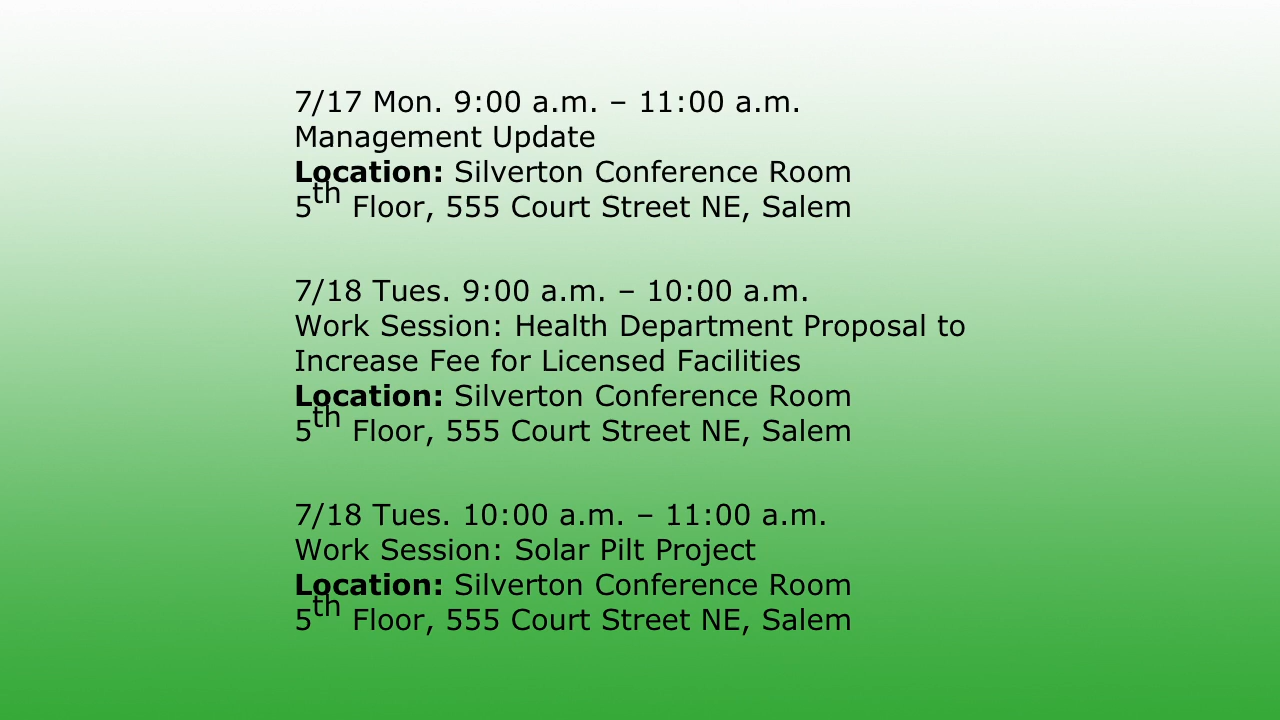 7/17 Mon. 9:00 a.m. – 11:00 a.m.
Management Update
Location: Silverton Conference Room
5th Floor, 555 Court Street NE, Salem
7/18 Tues. 9:00 a.m. – 10:00 a.m.
Work Session: Health Department Proposal to
Increase Fee for Licensed Facilities
Location: Silverton Conference Room
5th Floor, 555 Court Street NE, Salem
7/18 Tues. 10:00 a.m. – 11:00 a.m.
Work Session: Solar Pilt Project
Location: Silverton Conference Room
5th Floor, 555 Court Street NE, Salem